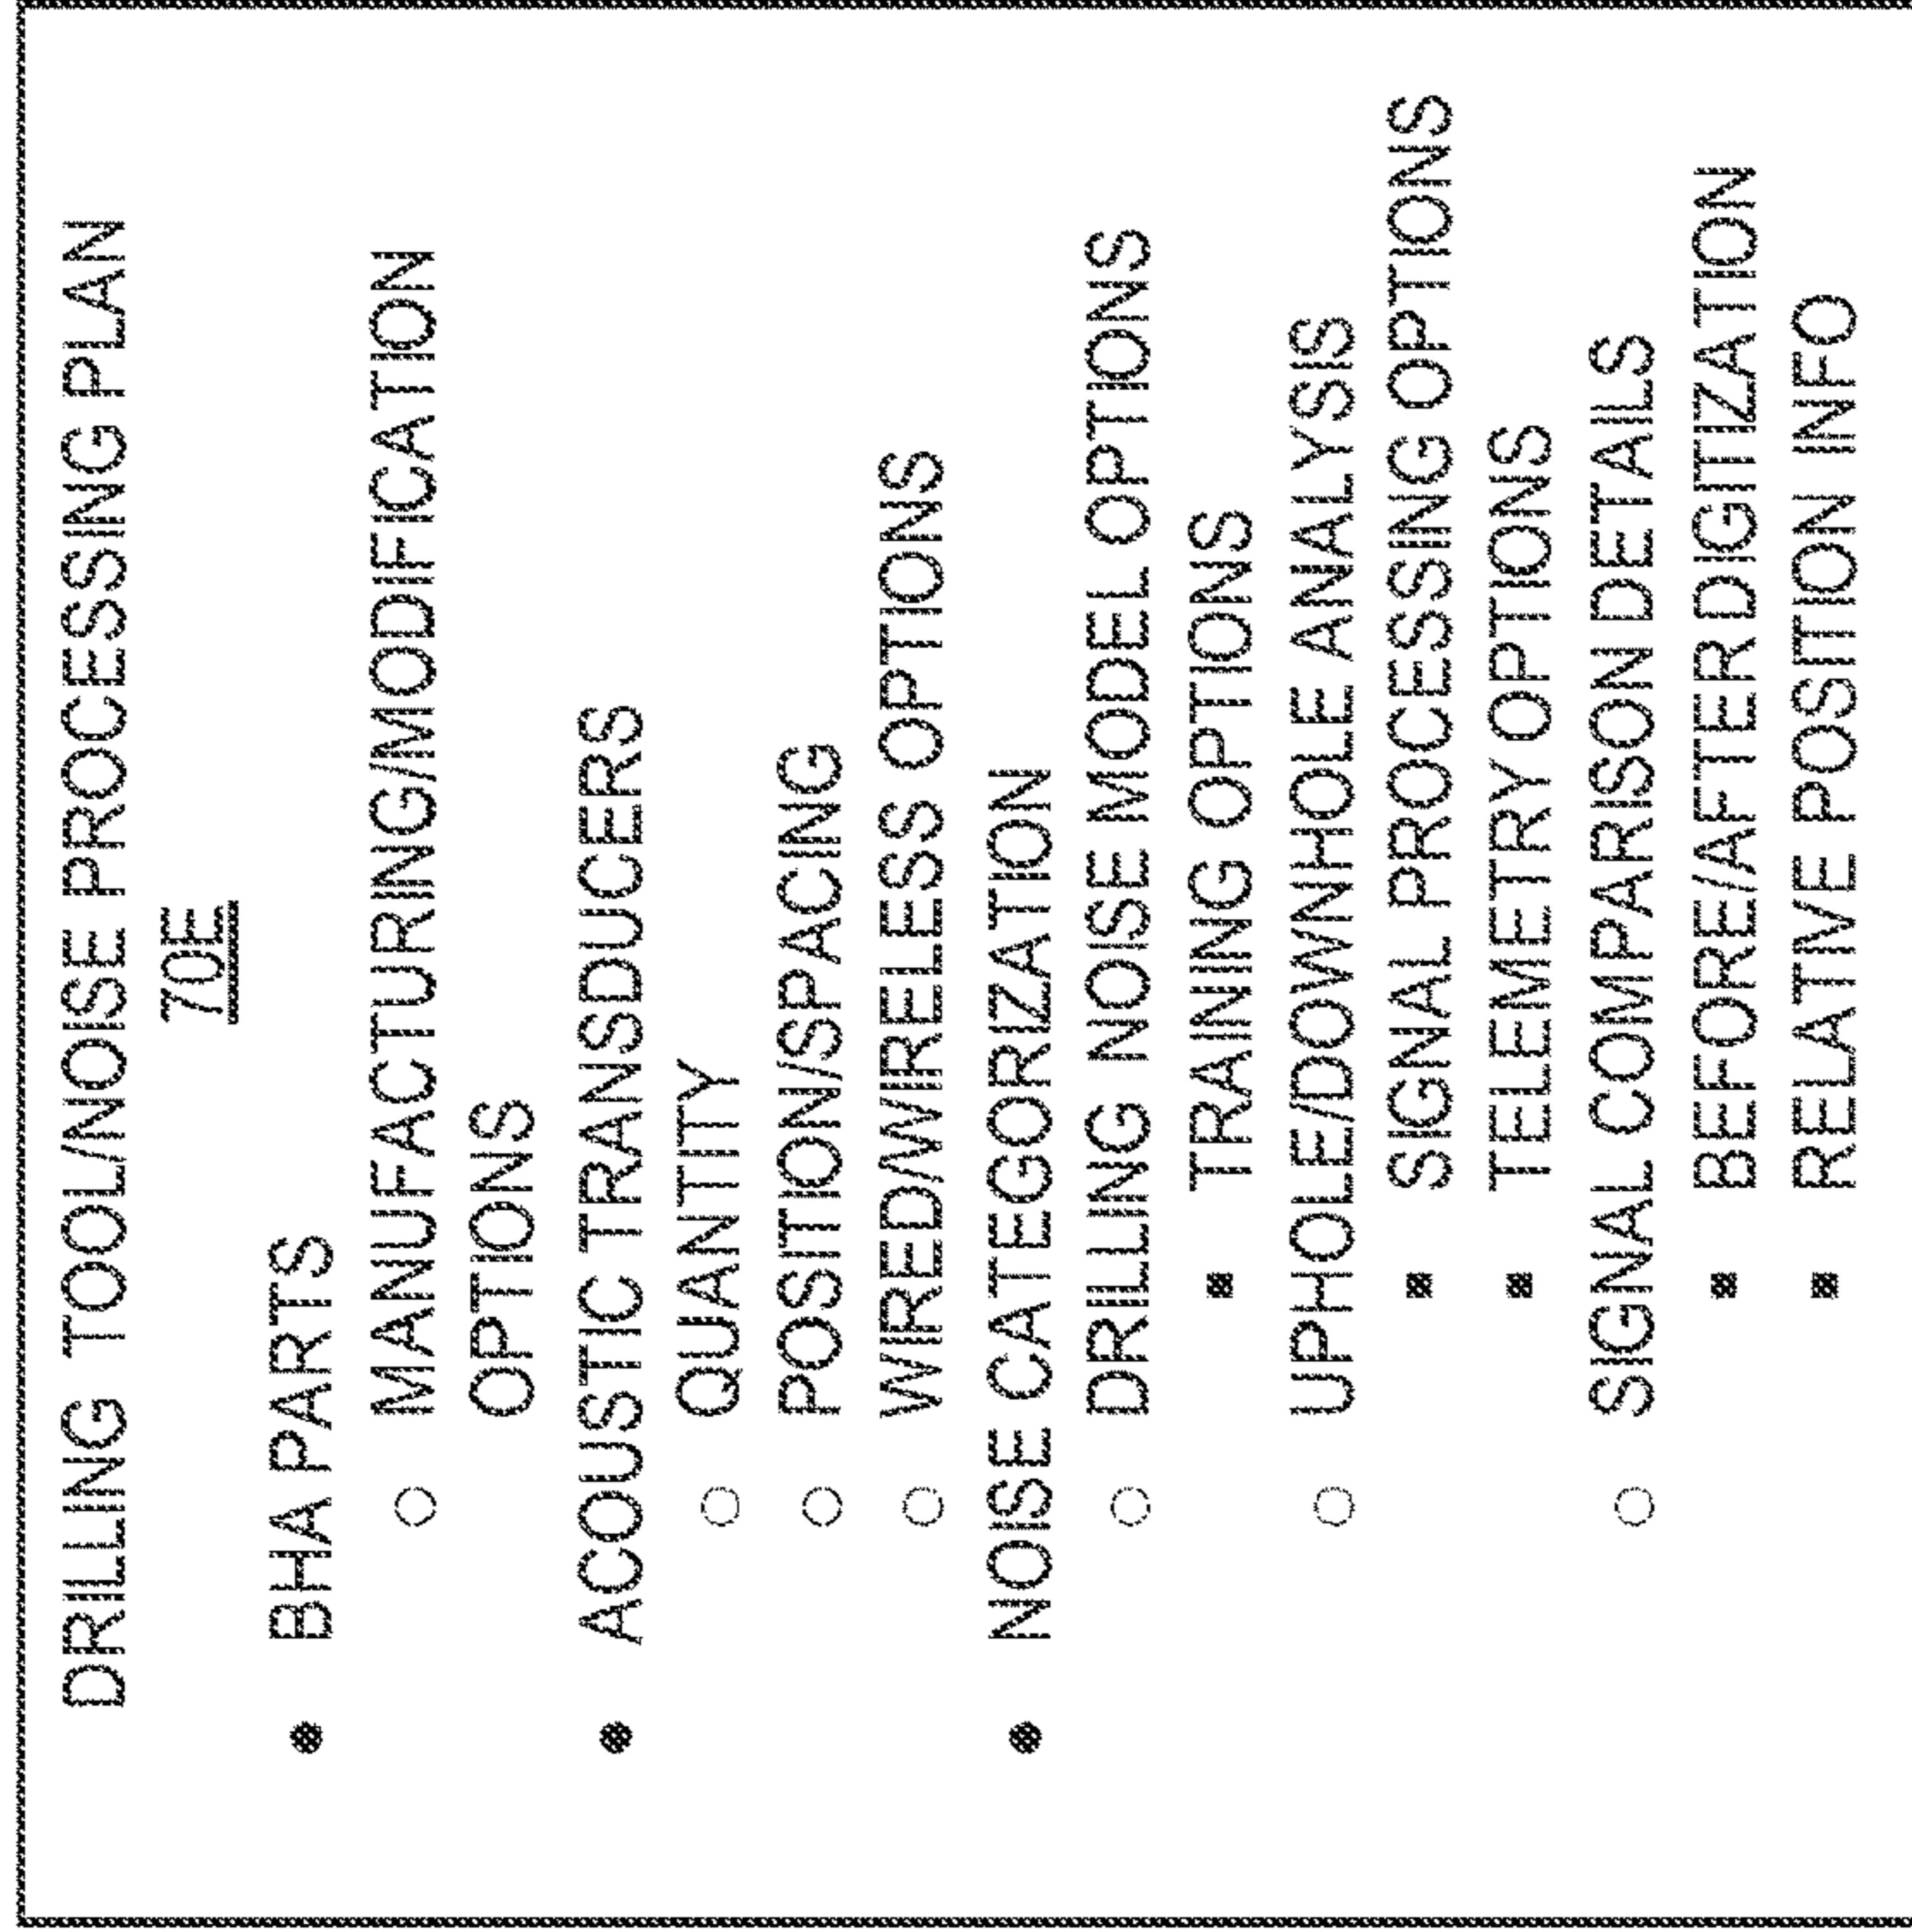 DRILLING TOOL/NOISE PROCESSING PLAN
70E
● BHA PARTS
○ MANUFACTURING/MODIFICATION
OPTIONS
● ACOUSTIC TRANSDUCERS
○ QUANTITY
○ POSITION/SPACING
○ WIRED/WIRELESS OPTIONS
● NOISE CATEGORIZATION
○ DRILLING NOISE MODEL OPTIONS
■ TRAINING OPTIONS
○ UPHOLE/DOWNHOLE ANALYSIS
■ SIGNAL PROCESSING OPTIONS
■ TELEMETRY OPTIONS
○ SIGNAL COMPARISON DETAILS
■ BEFORE/AFTER DIGITIZATION
■ RELATIVE POSITION INFO